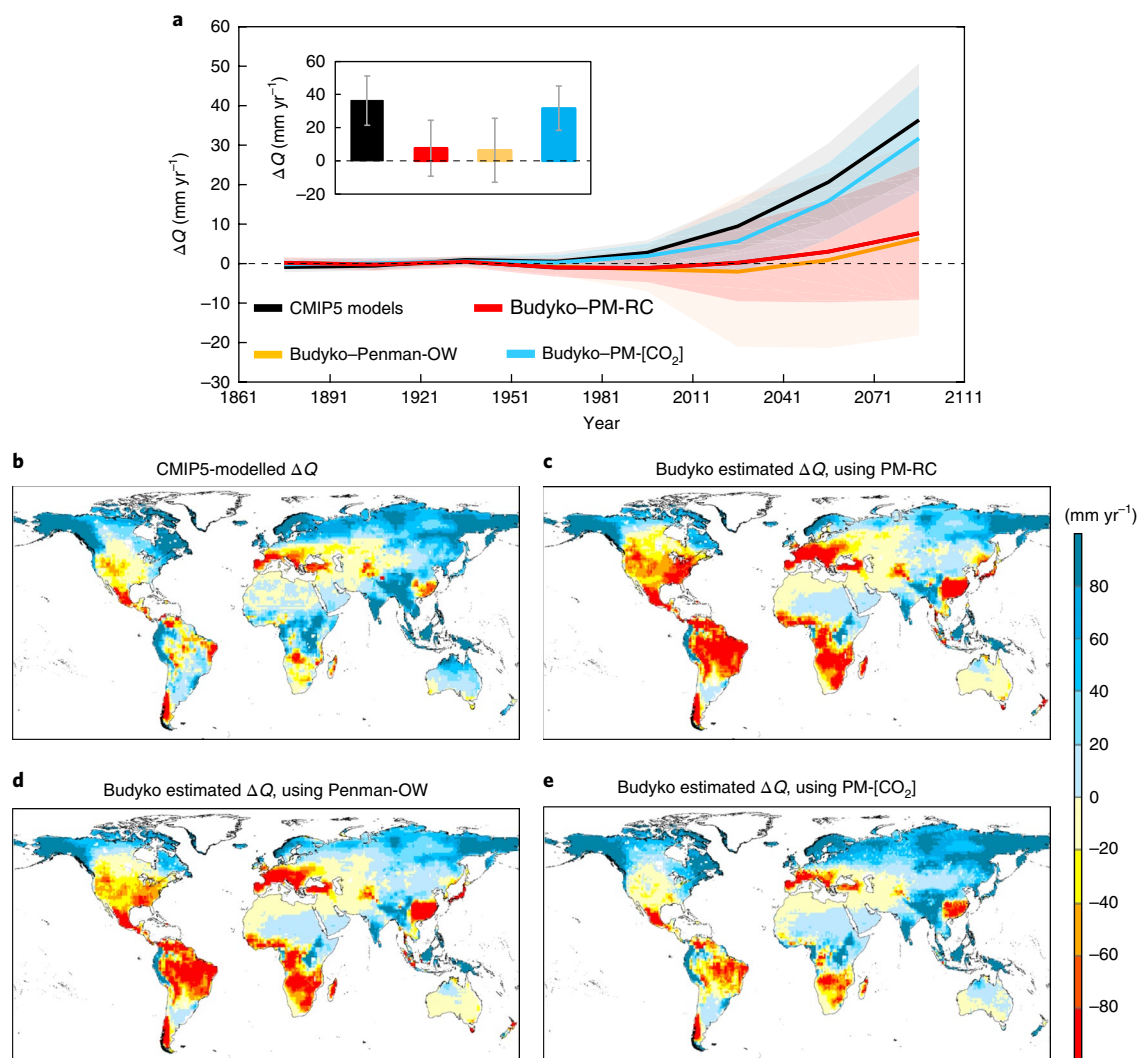 a
60
50
40
30
20
10
0
−10
−20
−30
ΔQ (mm yr⁻¹)
60
40
20
0
−20
ΔQ (mm yr⁻¹)
CMIP5 models
Budyko–PM-RC
Budyko–Penman-OW
Budyko–PM-[CO₂]
1861 1891 1921 1951 1981 2011 2041 2071 2111
Year
b
CMIP5-modelled ΔQ
c
Budyko estimated ΔQ, using PM-RC
d
Budyko estimated ΔQ, using Penman-OW
e
Budyko estimated ΔQ, using PM-[CO₂]
(mm yr⁻¹)
80
60
40
20
0
−20
−40
−60
−80